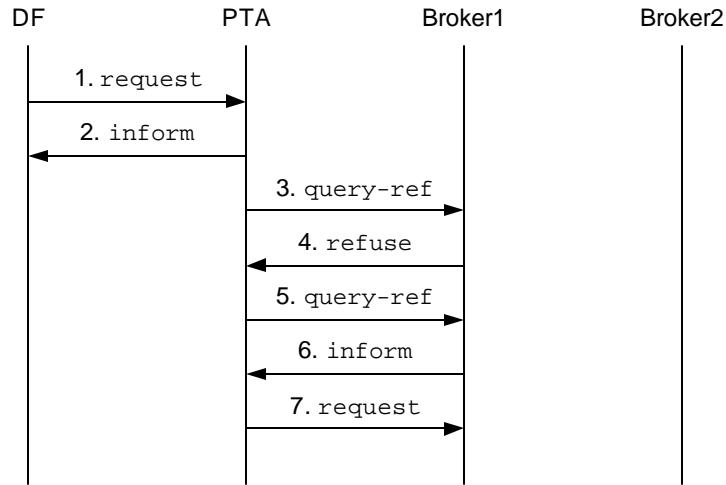 DF PTA Broker1 Broker2
1. request
2. inform
3. query-ref
4. refuse
5. query-ref
6. inform
7. request